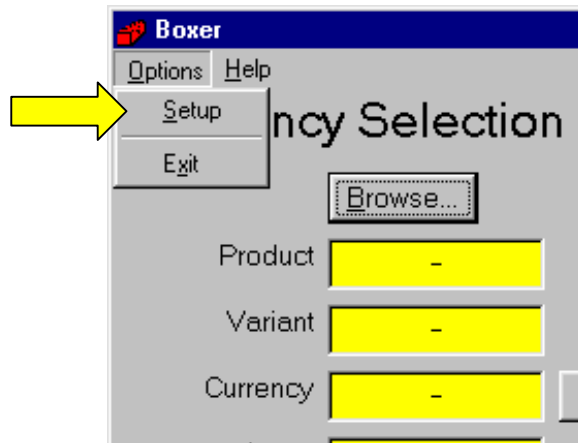 Boxer
Options Help
Setup
ncy Selection
Exit
Browse...
Product -
Variant -
Currency -